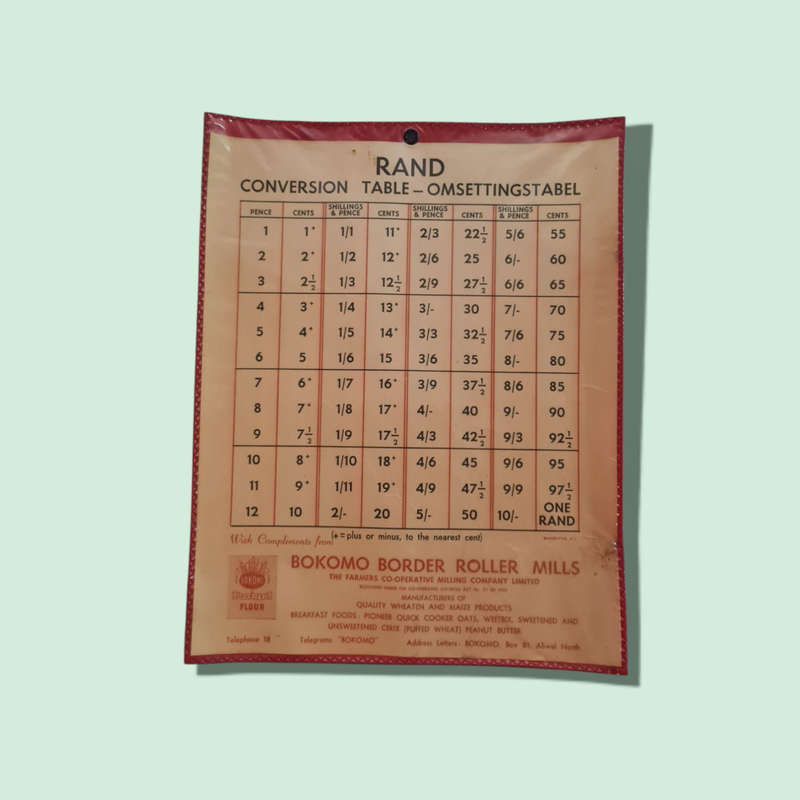 RAND
CONVERSION TABLE – OMSETTINGSTABEL
PENCE CENTS SHILLINGS & PENCE CENTS SHILLINGS & PENCE CENTS SHILLINGS & PENCE CENTS
1 1* 1/1 11* 2/3 22½ 5/6 55
2 2* 1/2 12* 2/6 25 6/- 60
3 2½ 1/3 12½ 2/9 27½ 6/6 65
4 3* 1/4 13* 3/- 30 7/- 70
5 4* 1/5 14* 3/3 32½ 7/6 75
6 5 1/6 15 3/6 35 8/- 80
7 6* 1/7 16* 3/9 37½ 8/6 85
8 7* 1/8 17* 4/- 40 9/- 90
9 7½ 1/9 17½ 4/3 42½ 9/3 92½
10 8* 1/10 18* 4/6 45 9/6 95
11 9* 1/11 19* 4/9 47½ 9/9 97½
12 10 2/- 20 5/- 50 10/- ONE RAND
With Compliments from (* = plus or minus, to the nearest cent)
BOKOMO BORDER ROLLER MILLS
THE FARMERS CO-OPERATIVE MILLING COMPANY LIMITED
MANUFACTURERS OF
QUALITY WHEATEN AND MAIZE PRODUCTS
BREAKFAST FOODS: PIONEER QUICK COOKER OATS, WEETBIX, SWEETENED AND
UNSWEETENED CERIX (PUFFED WHEAT) PEANUT BUTTER.
BOKOMO
FLOUR
Telephone 18 Telegrams "BOKOMO" Address Letters: BOKOMO, Box 81, Aliwal North